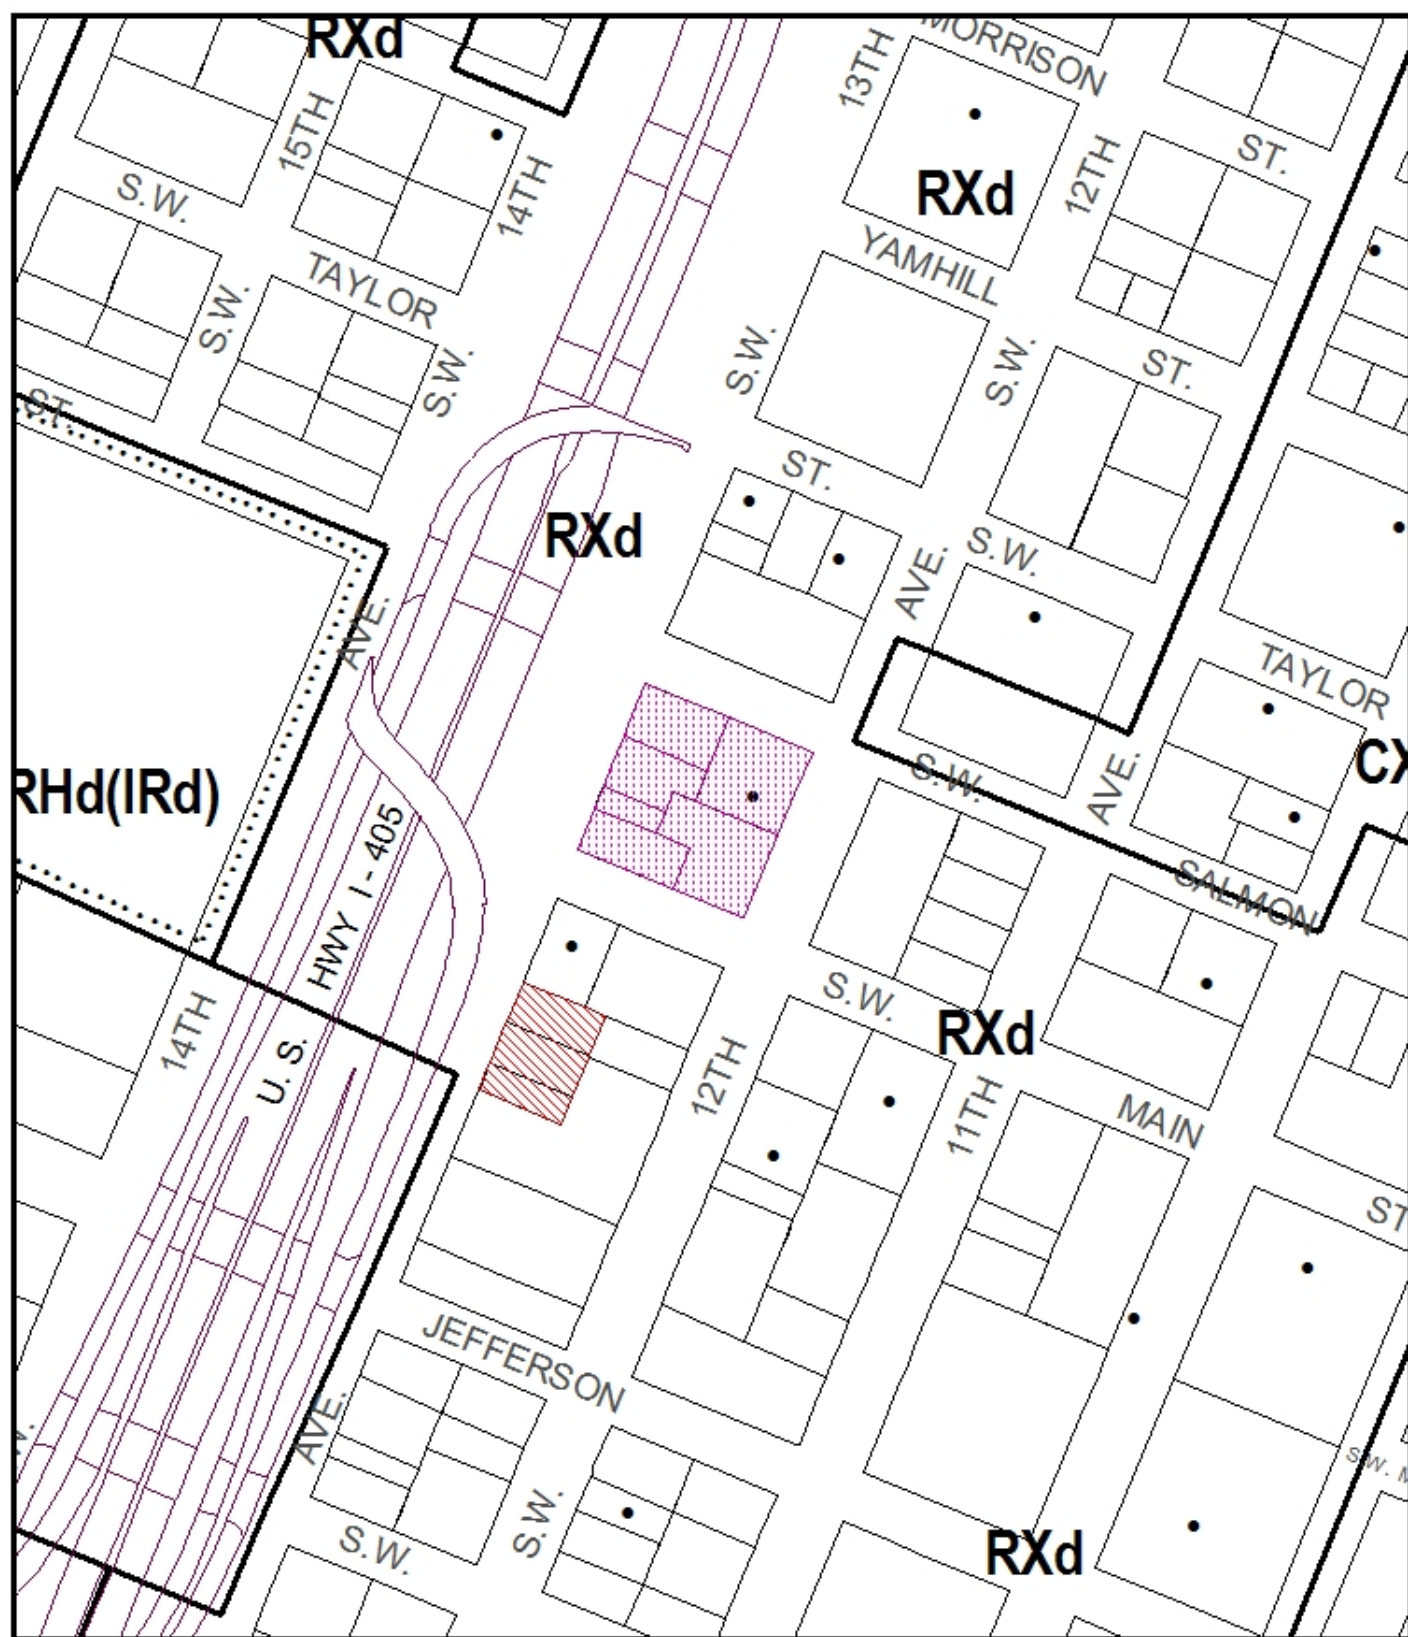 RXd
MORRISON
13TH
15TH
14TH
S.W.
12TH
ST.
RXd
YAMHILL
TAYLOR
S.W.
S.W.
S.W.
S.W.
ST.
ST.
ST.
RXd
S.W.
AVE.
AVE.
TAYLOR
RHd(IRd)
S.W.
AVE.
CX
HWY I - 405
SALMON
14TH
U. S.
S.W.
RXd
12TH
11TH
MAIN
ST
JEFFERSON
AVE.
S.W.
S.W.
S.W. M
RXd